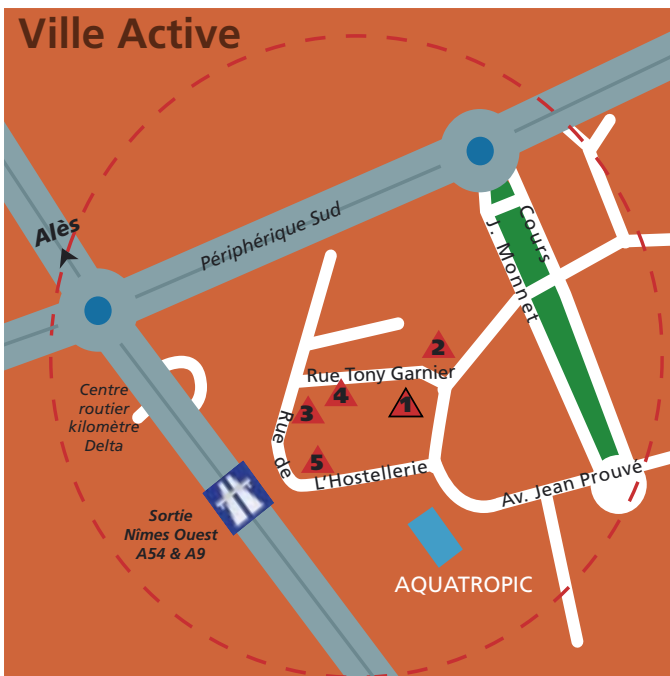 Ville Active
Alès
Périphérique Sud
Cours
J. Monnet
2
Rue Tony Garnier
4
1
3
Centre
routier
kilomètre
Delta
Rue de
5
L'Hostellerie
Av. Jean Prouvé
Sortie
Nîmes Ouest
A54 & A9
AQUATROPIC